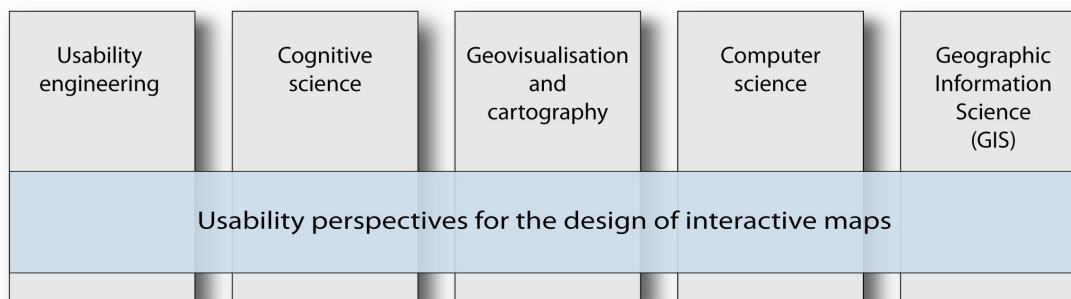 Usability
engineering
Cognitive
science
Geovisualisation
and
cartography
Computer
science
Geographic
Information
Science
(GIS)
Usability perspectives for the design of interactive maps